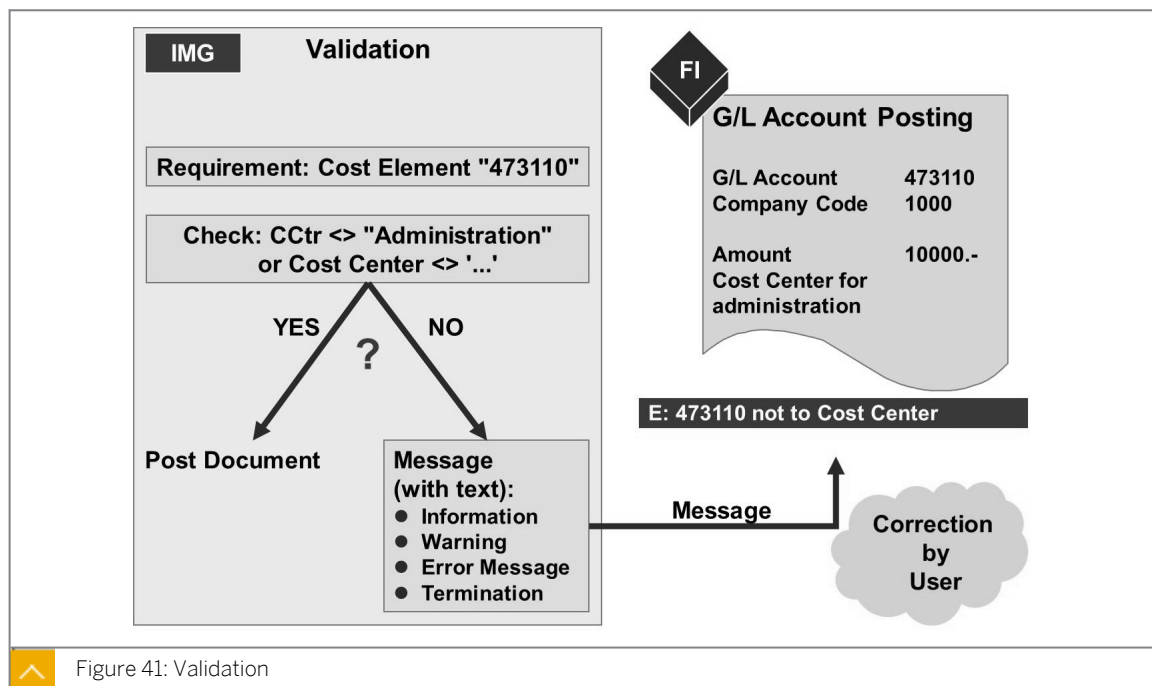 IMG
Validation
Requirement: Cost Element "473110"
Check: CCtr <> "Administration"
or Cost Center <> '...'
YES
NO
?
Post Document
Message
(with text):
● Information
● Warning
● Error Message
● Termination
FI
G/L Account Posting
G/L Account 473110
Company Code 1000
Amount 10000.-
Cost Center for
administration
E: 473110 not to Cost Center
Message
Correction
by
User
Figure 41: Validation